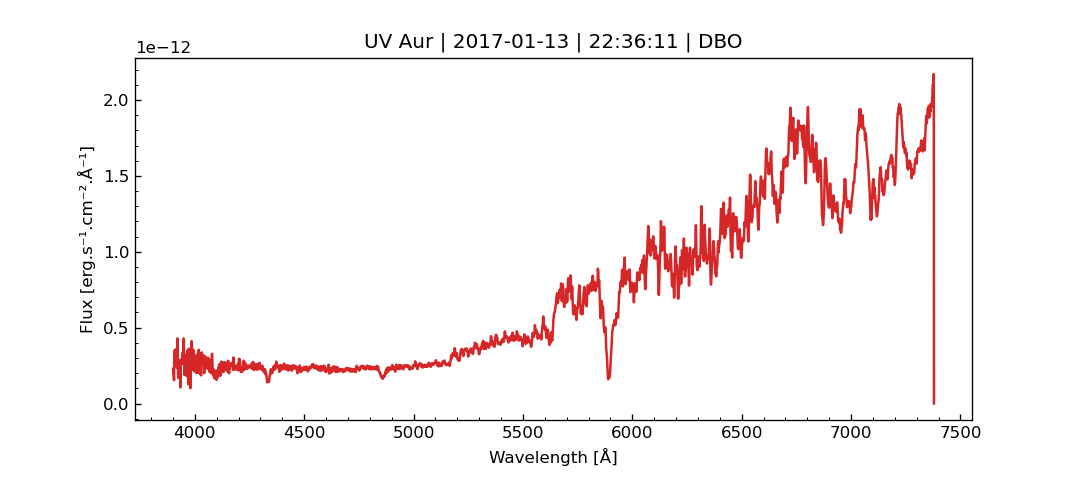 UV Aur | 2017-01-13 | 22:36:11 | DBO
1e−12
2.0
1.5
1.0
0.5
0.0
Flux [erg.s⁻¹.cm⁻².Å⁻¹]
4000 4500 5000 5500 6000 6500 7000 7500
Wavelength [Å]